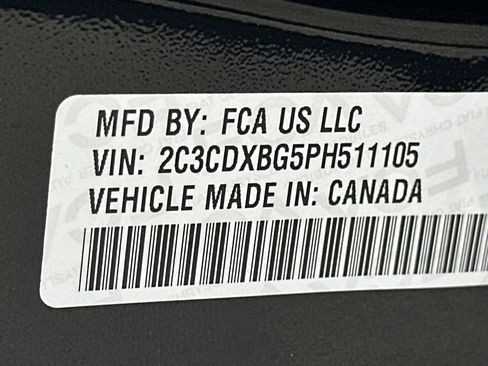 MFD BY: FCA US LLC
VIN: 2C3CDXBG5PH511105
VEHICLE MADE IN: CANADA